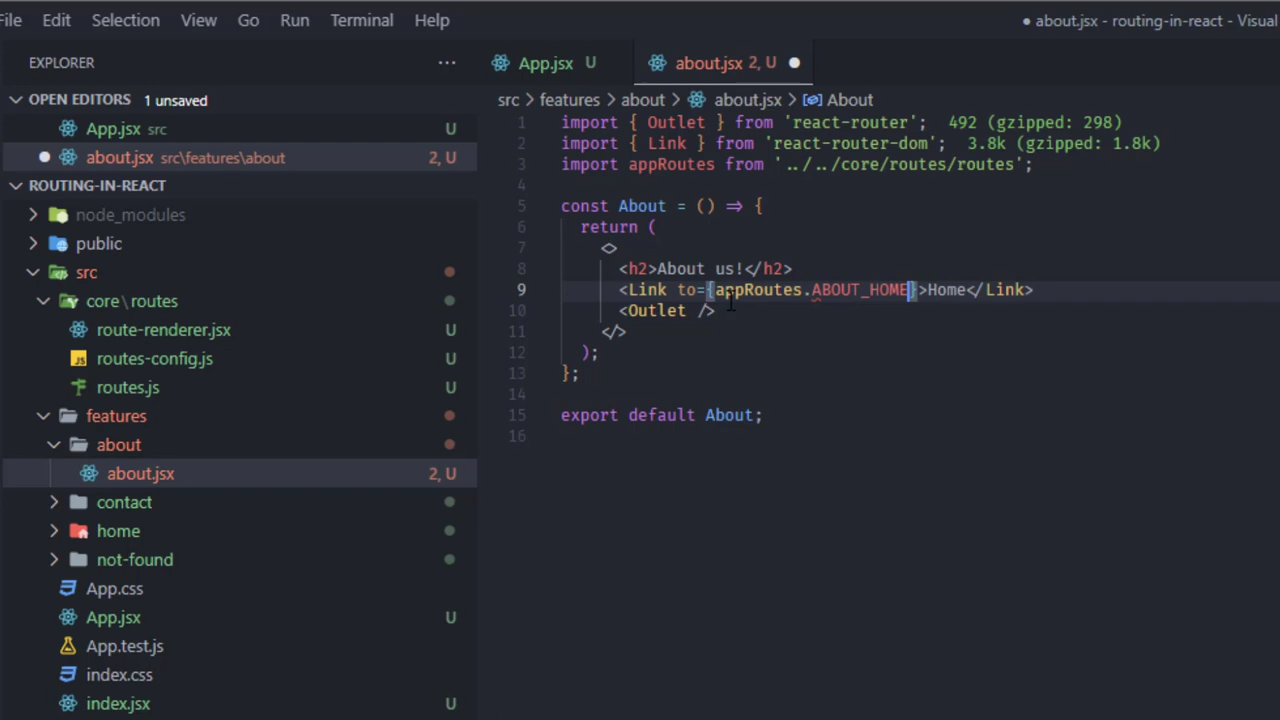 File Edit Selection View Go Run Terminal Help ● about.jsx - routing-in-react - Visual
EXPLORER ...
OPEN EDITORS 1 unsaved
App.jsx src U
● about.jsx src\features\about 2, U
ROUTING-IN-REACT
node_modules
public
src
core\routes
route-renderer.jsx U
routes-config.js U
routes.js U
features
about
about.jsx 2, U
contact
home
not-found
App.css
App.jsx U
App.test.js
index.css
index.jsx U
App.jsx U about.jsx 2, U ●
src > features > about > about.jsx > About
1 import { Outlet } from 'react-router'; 492 (gzipped: 298)
2 import { Link } from 'react-router-dom'; 3.8k (gzipped: 1.8k)
3 import appRoutes from '../../core/routes/routes';
4
5 const About = () => {
6 return (
7 <>
8 <h2>About us!</h2>
9 <Link to={appRoutes.ABOUT_HOME}>Home</Link>
10 <Outlet />
11 </>
12 );
13 };
14
15 export default About;
16